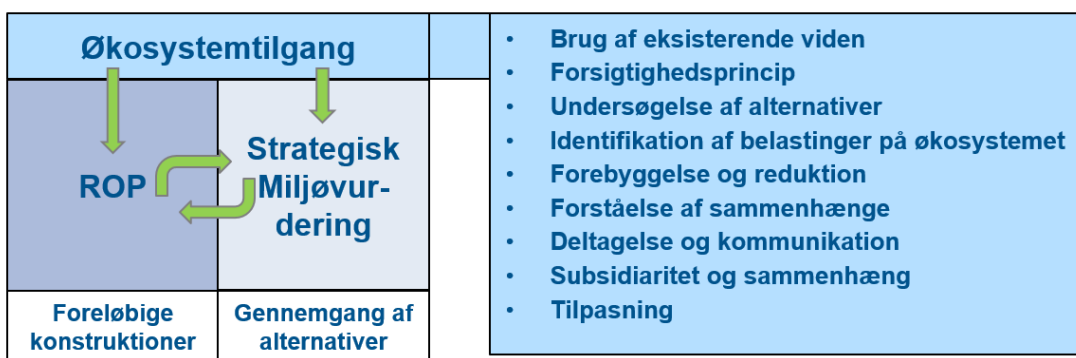 Økosystemtilgang
ROP
Strategisk
Miljøvur-
dering
Foreløbige
konstruktioner
Gennemgang af
alternativer
• Brug af eksisterende viden
• Forsigtighedsprincip
• Undersøgelse af alternativer
• Identifikation af belastinger på økosystemet
• Forebyggelse og reduktion
• Forståelse af sammenhænge
• Deltagelse og kommunikation
• Subsidiaritet og sammenhæng
• Tilpasning